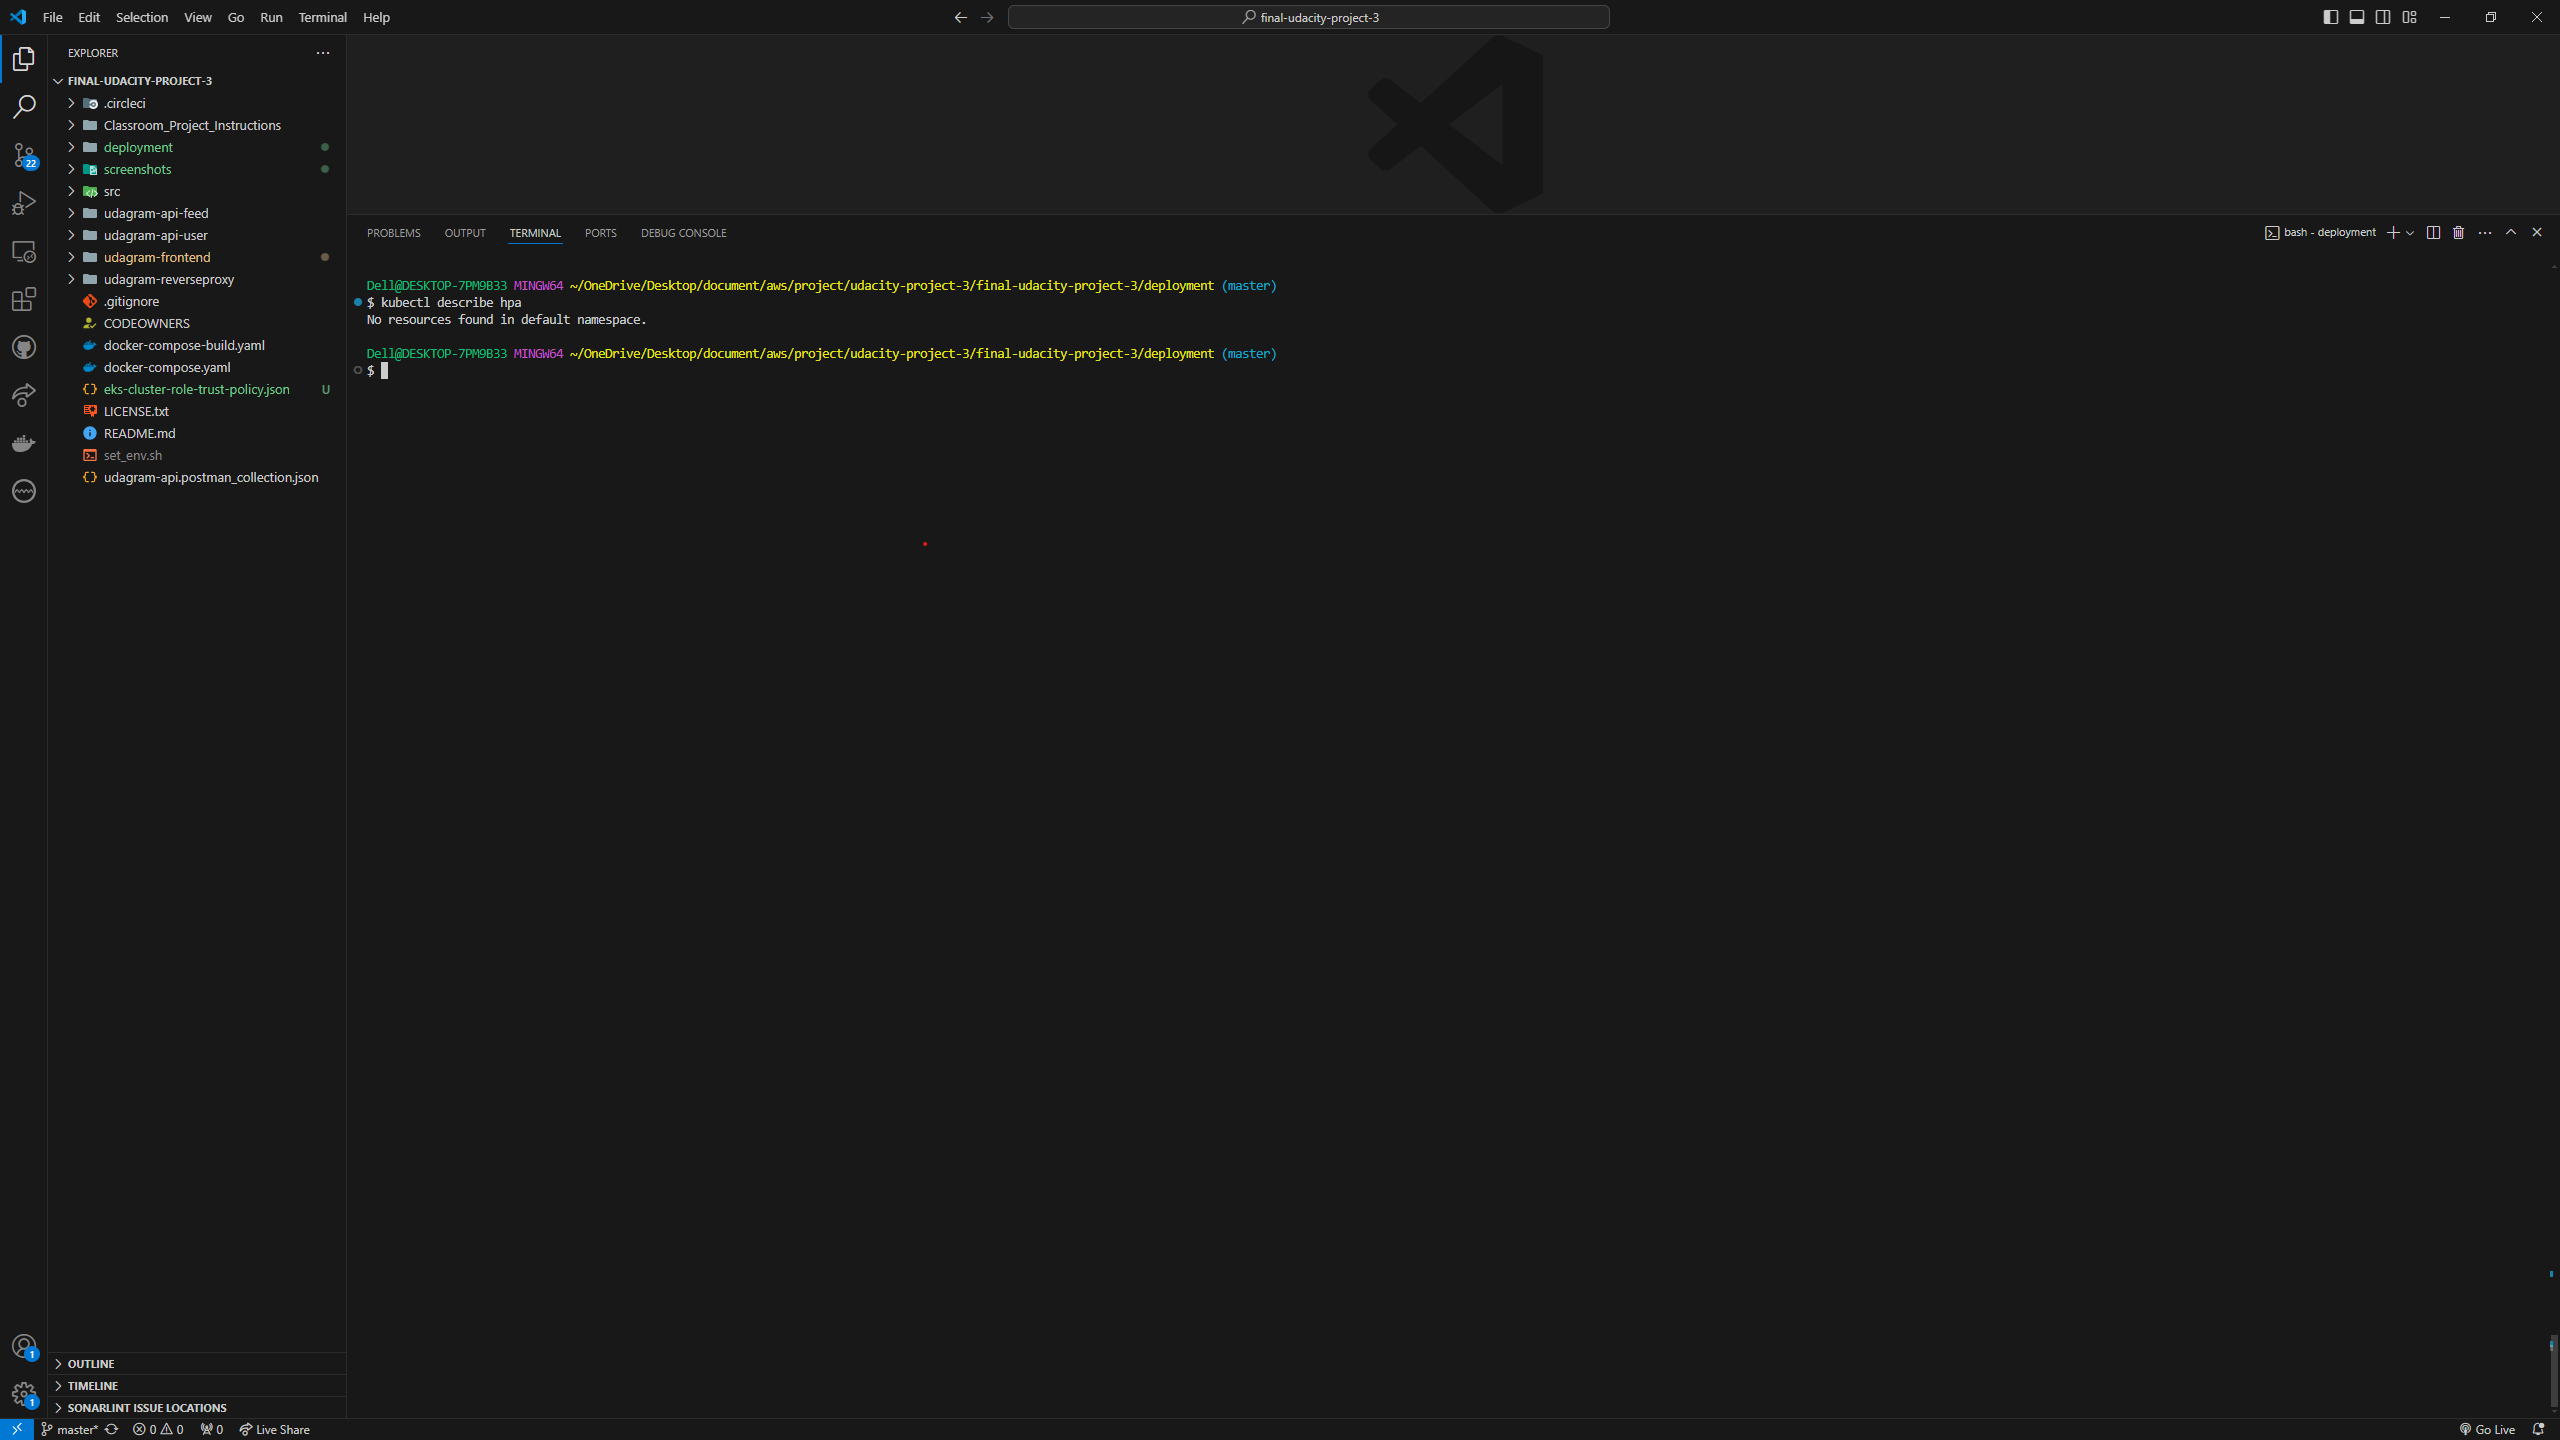 File Edit Selection View Go Run Terminal Help
final-udacity-project-3
EXPLORER
FINAL-UDACITY-PROJECT-3
.circleci
Classroom_Project_Instructions
deployment
screenshots
src
udagram-api-feed
udagram-api-user
udagram-frontend
udagram-reverseproxy
.gitignore
CODEOWNERS
docker-compose-build.yaml
docker-compose.yaml
eks-cluster-role-trust-policy.json U
LICENSE.txt
README.md
set_env.sh
udagram-api.postman_collection.json
22
1
1
OUTLINE
TIMELINE
SONARLINT ISSUE LOCATIONS
PROBLEMS OUTPUT TERMINAL PORTS DEBUG CONSOLE
bash - deployment
Dell@DESKTOP-7PM9B33 MINGW64 ~/OneDrive/Desktop/document/aws/project/udacity-project-3/final-udacity-project-3/deployment (master)
$ kubectl describe hpa
No resources found in default namespace.
Dell@DESKTOP-7PM9B33 MINGW64 ~/OneDrive/Desktop/document/aws/project/udacity-project-3/final-udacity-project-3/deployment (master)
$
master* 0 0 0 Live Share
Go Live